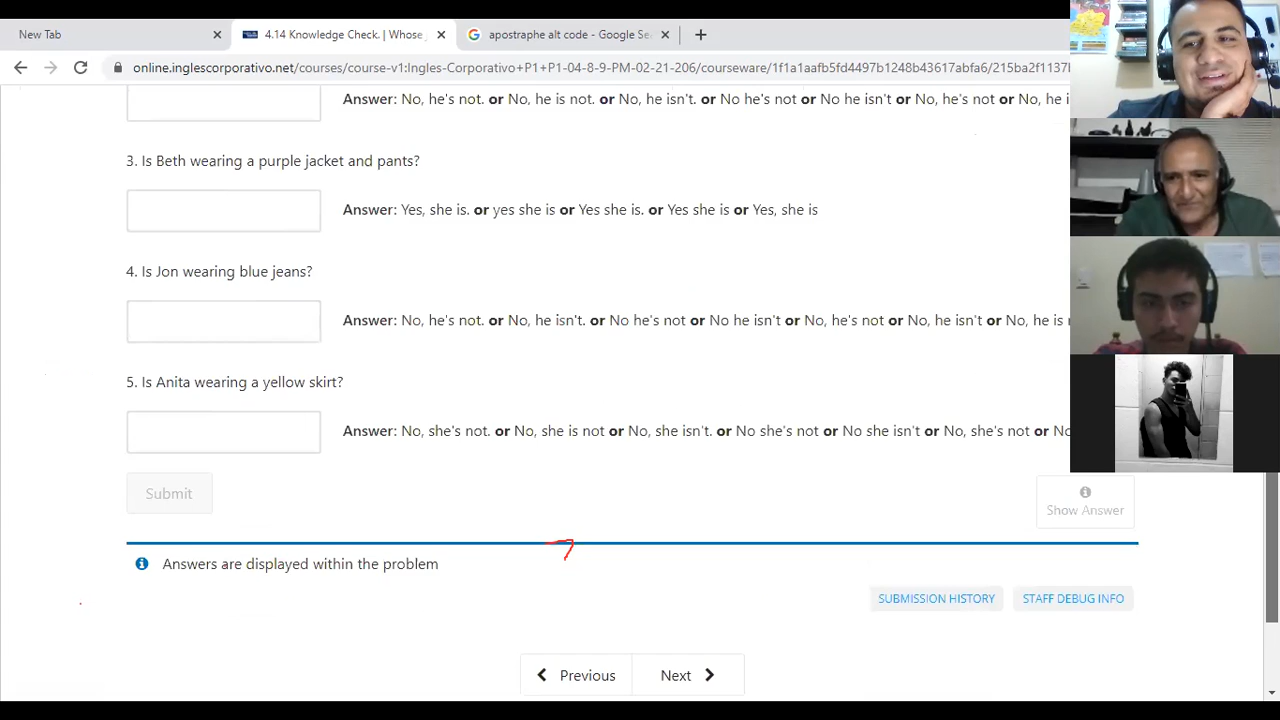 New Tab
4.14 Knowledge Check. | Whose
apostraphe alt code - Google Se
online.inglescorporativo.net/courses/course-v1:Ingles_Corporativo+P1+P1-04-8-9-PM-02-21-205/courseware/1f1a1aafb5fd4497b1248b43617abfa6/215ba2f1137
Answer: No, he's not. or No, he is not. or No, he isn't. or No he's not or No he isn't or No, he's not or No, he i
3. Is Beth wearing a purple jacket and pants?
Answer: Yes, she is. or yes she is or Yes she is. or Yes she is or Yes, she is
4. Is Jon wearing blue jeans?
Answer: No, he's not. or No, he isn't. or No he's not or No he isn't or No, he's not or No, he isn't or No, he is
5. Is Anita wearing a yellow skirt?
Answer: No, she's not. or No, she is not or No, she isn't. or No she's not or No she isn't or No, she's not or No
Submit
Show Answer
Answers are displayed within the problem
SUBMISSION HISTORY
STAFF DEBUG INFO
Previous
Next